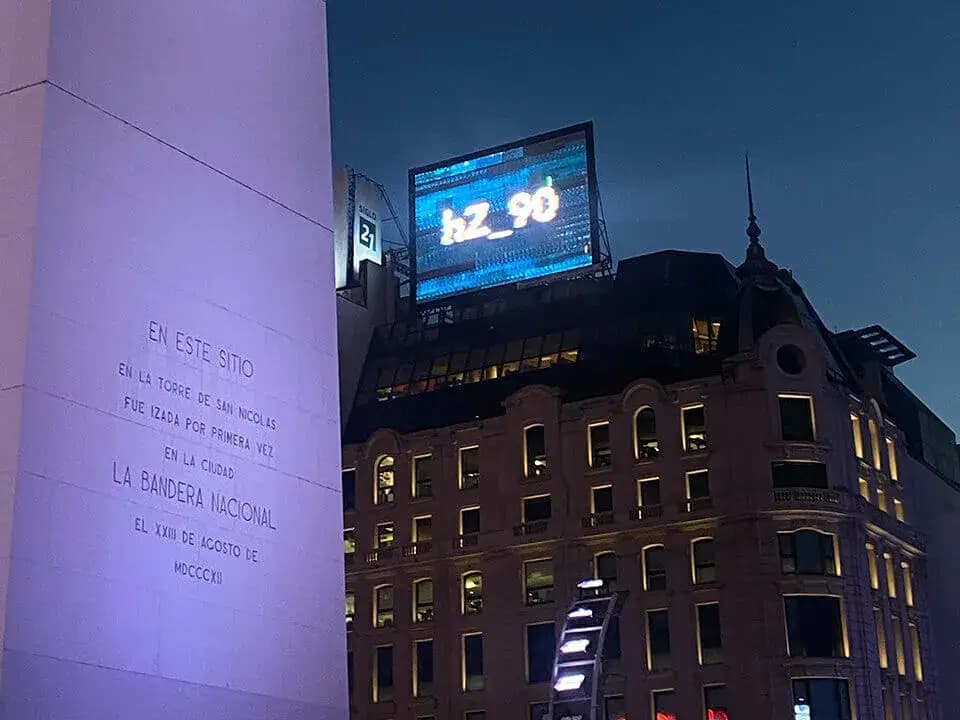 EN ESTE SITIO
EN LA TORRE DE SAN NICOLAS
FUE IZADA POR PRIMERA VEZ
EN LA CIUDAD
LA BANDERA NACIONAL
EL XXIII DE AGOSTO DE
MDCCCXII
SIGLO
21
hZ_90